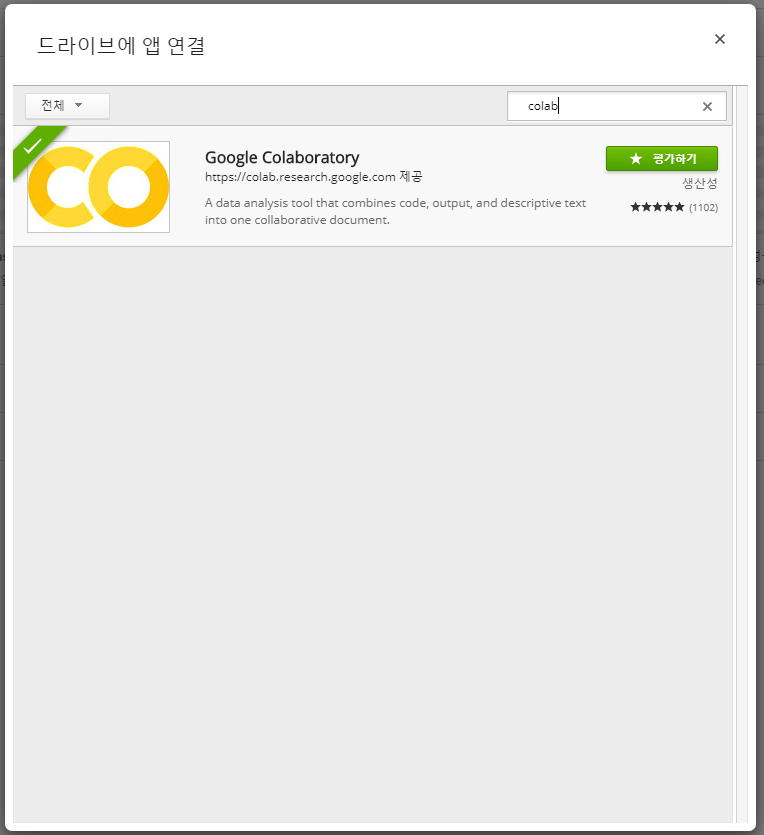 드라이브에 앱 연결
전체
colab
Google Colaboratory
https://colab.research.google.com 제공
A data analysis tool that combines code, output, and descriptive text
into one collaborative document.
평가하기
생산성
(1102)